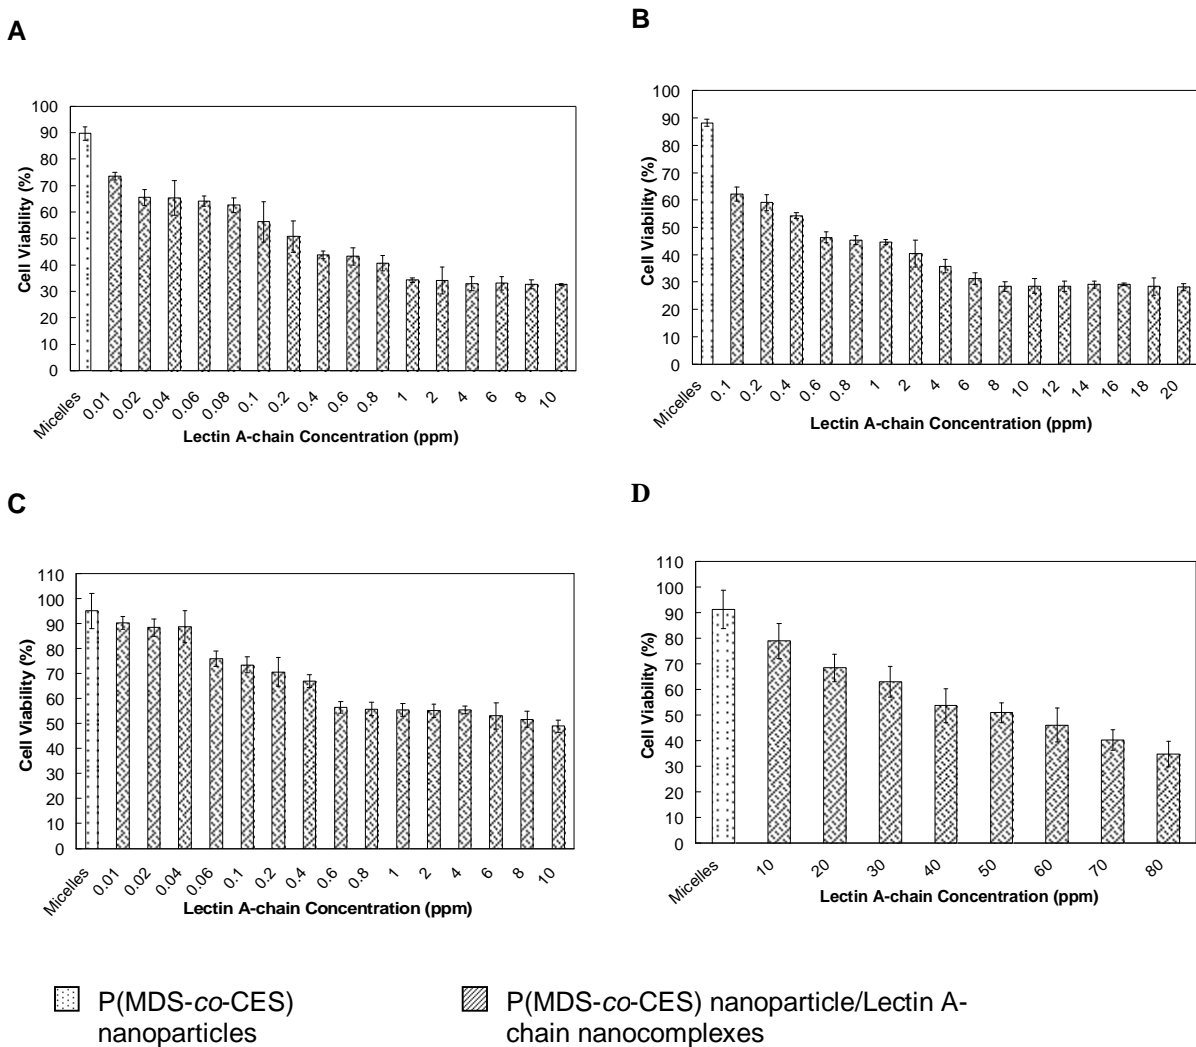 A
Cell Viability (%)
100
90
80
70
60
50
40
30
20
10
0
Micelles 0.01 0.02 0.04 0.06 0.08 0.1 0.2 0.4 0.6 0.8 1 2 4 6 8 10
Lectin A-chain Concentration (ppm)
B
Cell Viability (%)
100
90
80
70
60
50
40
30
20
10
0
Micelles 0.1 0.2 0.4 0.6 0.8 1 2 4 6 8 10 12 14 16 18 20
Lectin A-chain Concentration (ppm)
C
Cell Viability (%)
110
100
90
80
70
60
50
40
30
20
10
0
Micelles 0.01 0.02 0.04 0.06 0.1 0.2 0.4 0.6 0.8 1 2 4 6 8 10
Lectin A-chain Concentration (ppm)
D
Cell Viability (%)
110
100
90
80
70
60
50
40
30
20
10
0
Micelles 10 20 30 40 50 60 70 80
Lectin A-chain Concentration (ppm)
P(MDS-co-CES)
nanoparticles
P(MDS-co-CES) nanoparticle/Lectin A-
chain nanocomplexes